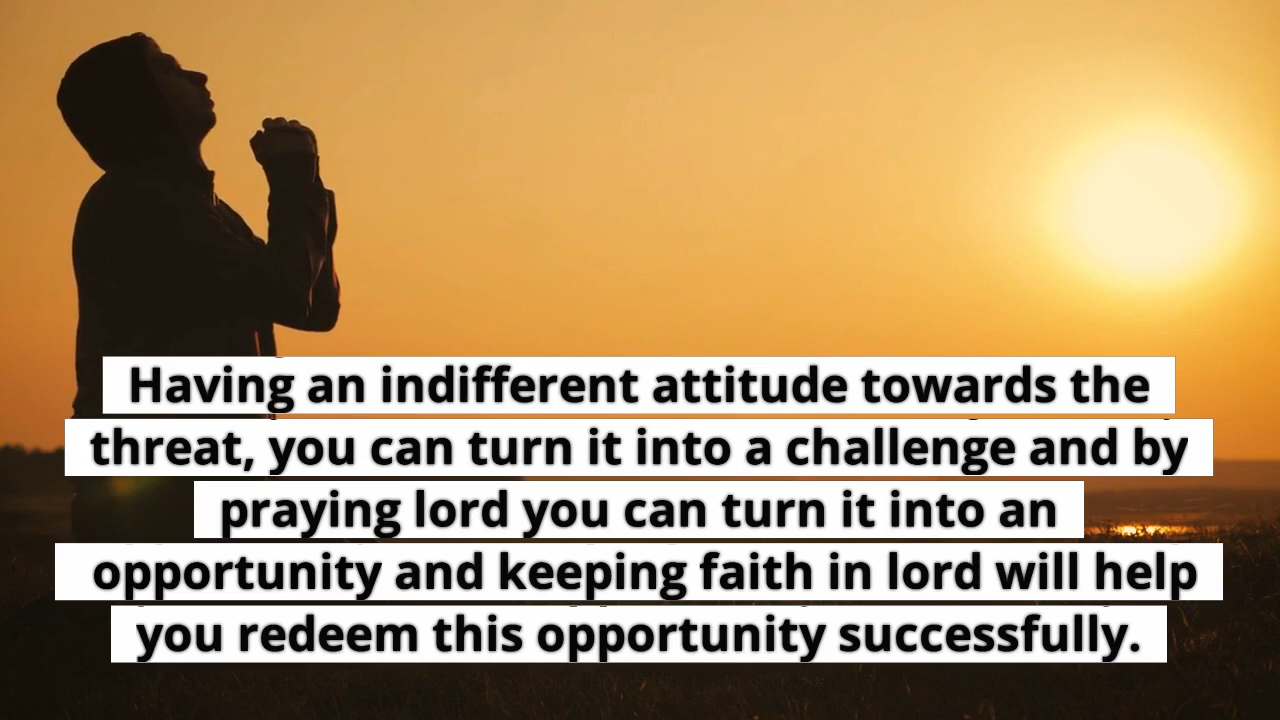 Having an indifferent attitude towards the
threat, you can turn it into a challenge and by
praying lord you can turn it into an
opportunity and keeping faith in lord will help
you redeem this opportunity successfully.